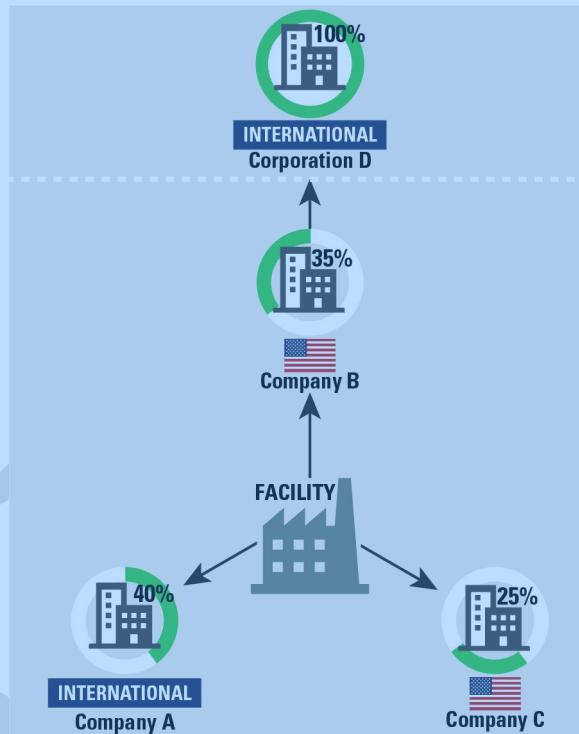 100%
INTERNATIONAL
Corporation D
35%
Company B
FACILITY
40%
INTERNATIONAL
Company A
25%
Company C